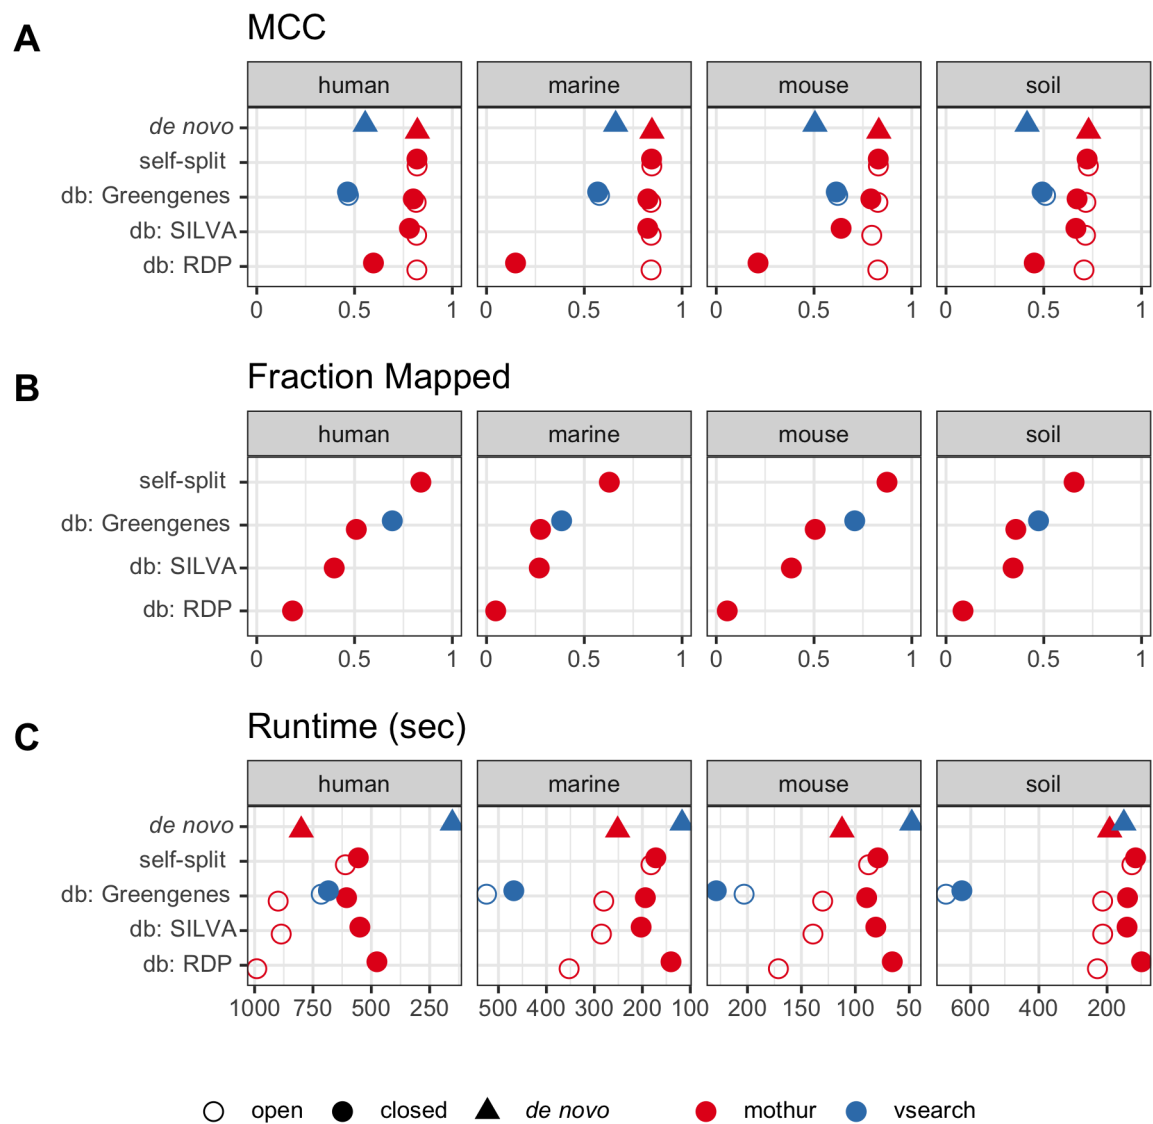 A
MCC
human marine mouse soil
de novo
self-split
db: Greengenes
db: SILVA
db: RDP
0 0.5 1 0 0.5 1 0 0.5 1 0 0.5 1
B
Fraction Mapped
human marine mouse soil
self-split
db: Greengenes
db: SILVA
db: RDP
0 0.5 1 0 0.5 1 0 0.5 1 0 0.5 1
C
Runtime (sec)
human marine mouse soil
de novo
self-split
db: Greengenes
db: SILVA
db: RDP
1000 750 500 250 500 400 300 200 100 200 150 100 50 600 400 200
open closed de novo mothur vsearch